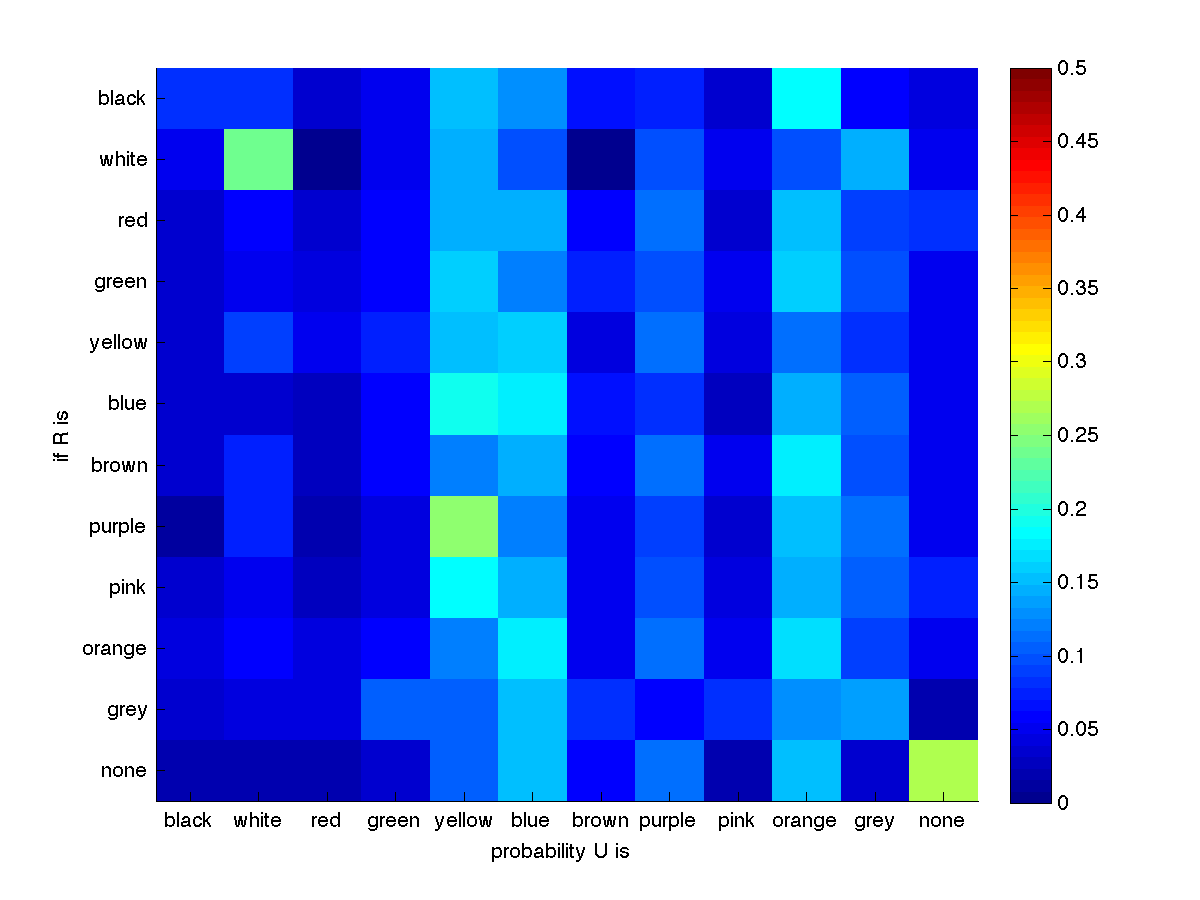 black
white
red
green
yellow
blue
brown
purple
pink
orange
grey
none
if R is
black white red green yellow blue brown purple pink orange grey none
probability U is
0.5
0.45
0.4
0.35
0.3
0.25
0.2
0.15
0.1
0.05
0